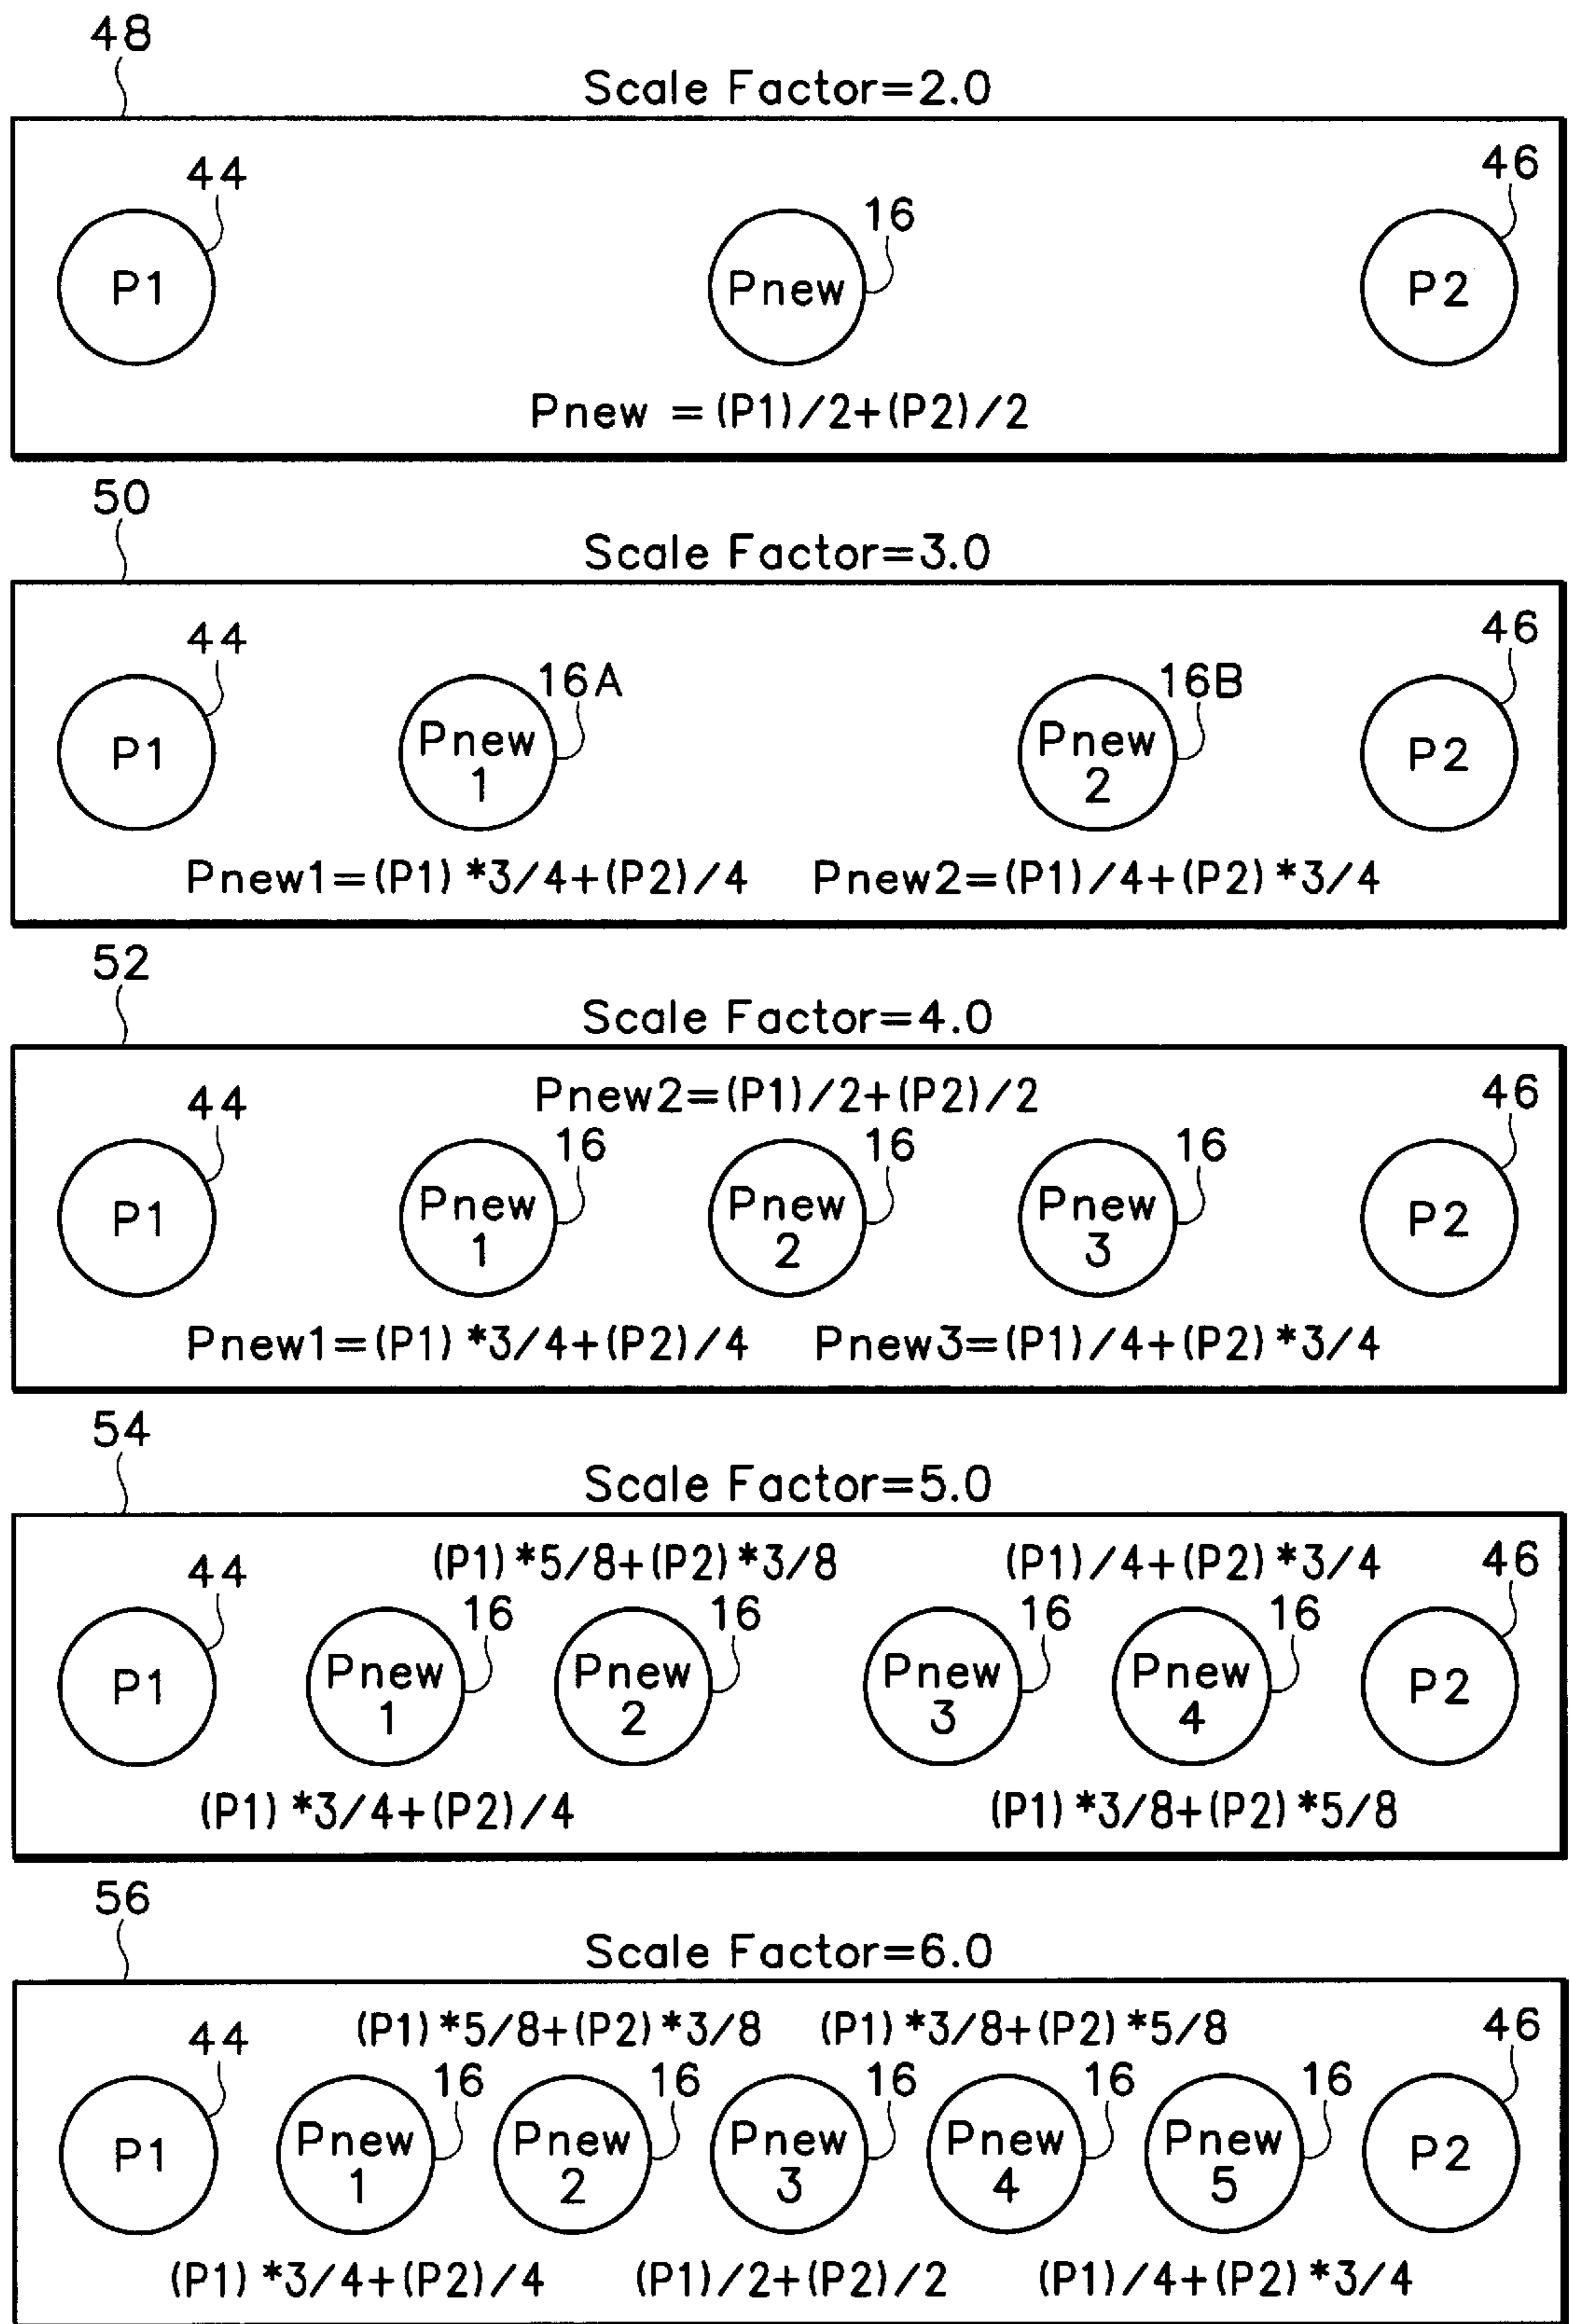 48
Scale Factor=2.0
44
46
16
P1
Pnew
P2
Pnew =(P1)/2+(P2)/2
50
Scale Factor=3.0
44
46
16A
16B
P1
Pnew
1
Pnew
2
P2
Pnew1=(P1)*3/4+(P2)/4 Pnew2=(P1)/4+(P2)*3/4
52
Scale Factor=4.0
Pnew2=(P1)/2+(P2)/2
44
46
16 16 16
P1
Pnew
1
Pnew
2
Pnew
3
P2
Pnew1=(P1)*3/4+(P2)/4 Pnew3=(P1)/4+(P2)*3/4
54
Scale Factor=5.0
(P1)*5/8+(P2)*3/8 (P1)/4+(P2)*3/4
44
46
16 16 16 16
P1
Pnew
1
Pnew
2
Pnew
3
Pnew
4
P2
(P1)*3/4+(P2)/4 (P1)*3/8+(P2)*5/8
56
Scale Factor=6.0
(P1)*5/8+(P2)*3/8 (P1)*3/8+(P2)*5/8
44
46
16 16 16 16 16
P1
Pnew
1
Pnew
2
Pnew
3
Pnew
4
Pnew
5
P2
(P1)*3/4+(P2)/4 (P1)/2+(P2)/2 (P1)/4+(P2)*3/4